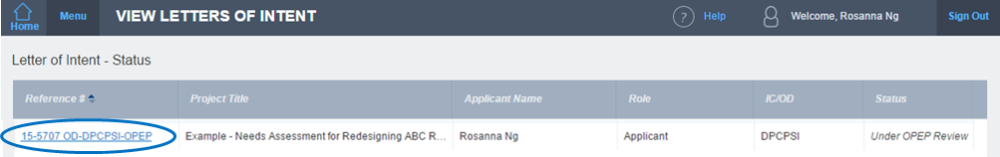 Home Menu VIEW LETTERS OF INTENT ? Help Welcome, Rosanna Ng Sign Out
Letter of Intent - Status
Reference # Project Title Applicant Name Role IC/OD Status
15-5707 OD-DPCPSI-OPEP Example - Needs Assessment for Redesigning ABC R... Rosanna Ng Applicant DPCPSI Under OPEP Review